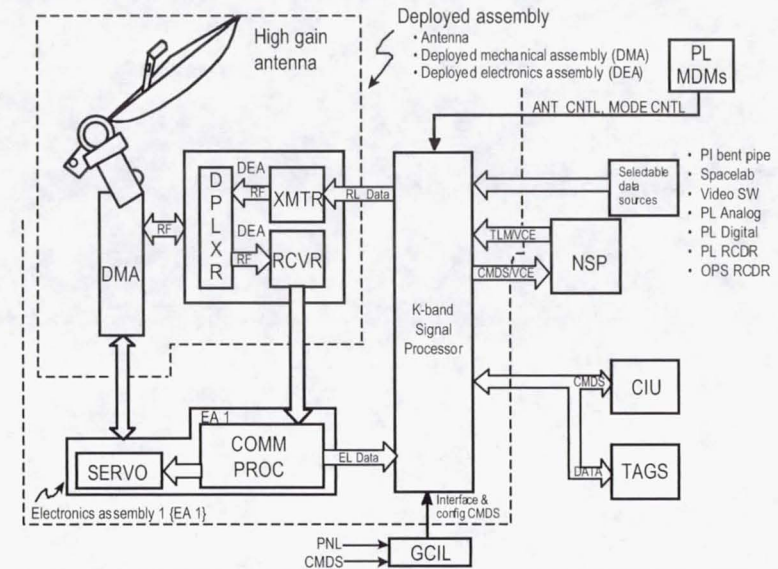 Deployed assembly
• Antenna
• Deployed mechanical assembly (DMA)
• Deployed electronics assembly (DEA)
High gain
antenna
PL
MDMs
ANT CNTL, MODE CNTL
Seledable
data
sources
• PI bent pipe
• Spacelab
• Video SW
• PL Analog
• PL Digital
• PL RCDR
• OPS RCDR
DPLXR
DEA
RF
XMTR
RL Data
DEA
RF
RCVR
RF
DMA
TLM/VCE
CMDS/VCE
NSP
K-band
Signal
Processor
CMDS
CIU
DATA
TAGS
EA 1
COMM
PROC
SERVO
EL Data
Electronics assembly 1 {EA 1}
Interface &
config CMDS
PNL
CMDS
GCIL